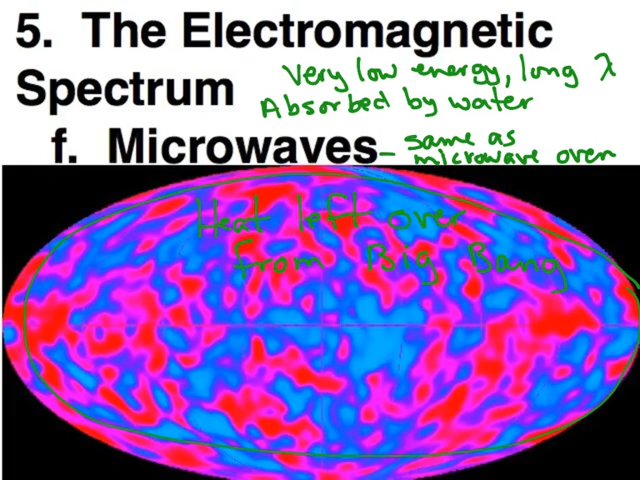 5. The Electromagnetic
Spectrum
Very low energy, long λ
Absorbed by water
f. Microwaves
- same as
microwave oven
Heat left over
from Big Bang